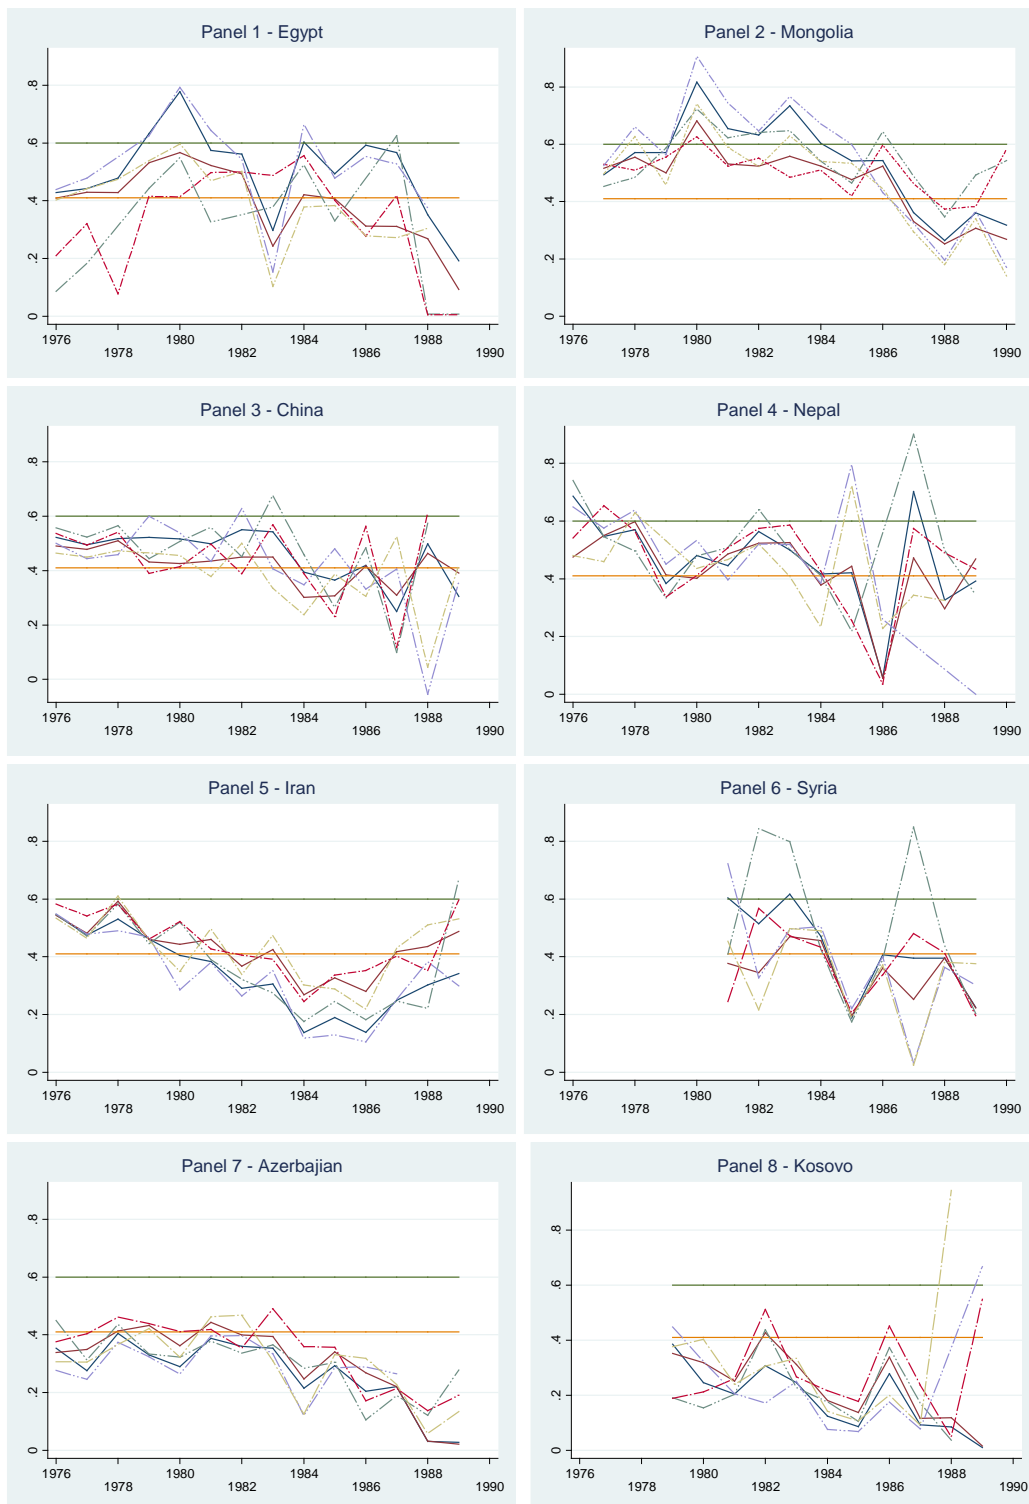 Panel 1 - Egypt
.8
.6
.4
.2
0
1976 1980 1984 1988
1978 1982 1986 1990
Panel 2 - Mongolia
.8
.6
.4
.2
0
1976 1980 1984 1988
1978 1982 1986 1990
Panel 3 - China
.8
.6
.4
.2
0
1976 1980 1984 1988
1978 1982 1986 1990
Panel 4 - Nepal
.8
.6
.4
.2
0
1976 1980 1984 1988
1978 1982 1986 1990
Panel 5 - Iran
.8
.6
.4
.2
0
1976 1980 1984 1988
1978 1982 1986 1990
Panel 6 - Syria
.8
.6
.4
.2
0
1976 1980 1984 1988
1978 1982 1986 1990
Panel 7 - Azerbajian
.8
.6
.4
.2
0
1976 1980 1984 1988
1978 1982 1986 1990
Panel 8 - Kosovo
.8
.6
.4
.2
0
1976 1980 1984 1988
1978 1982 1986 1990